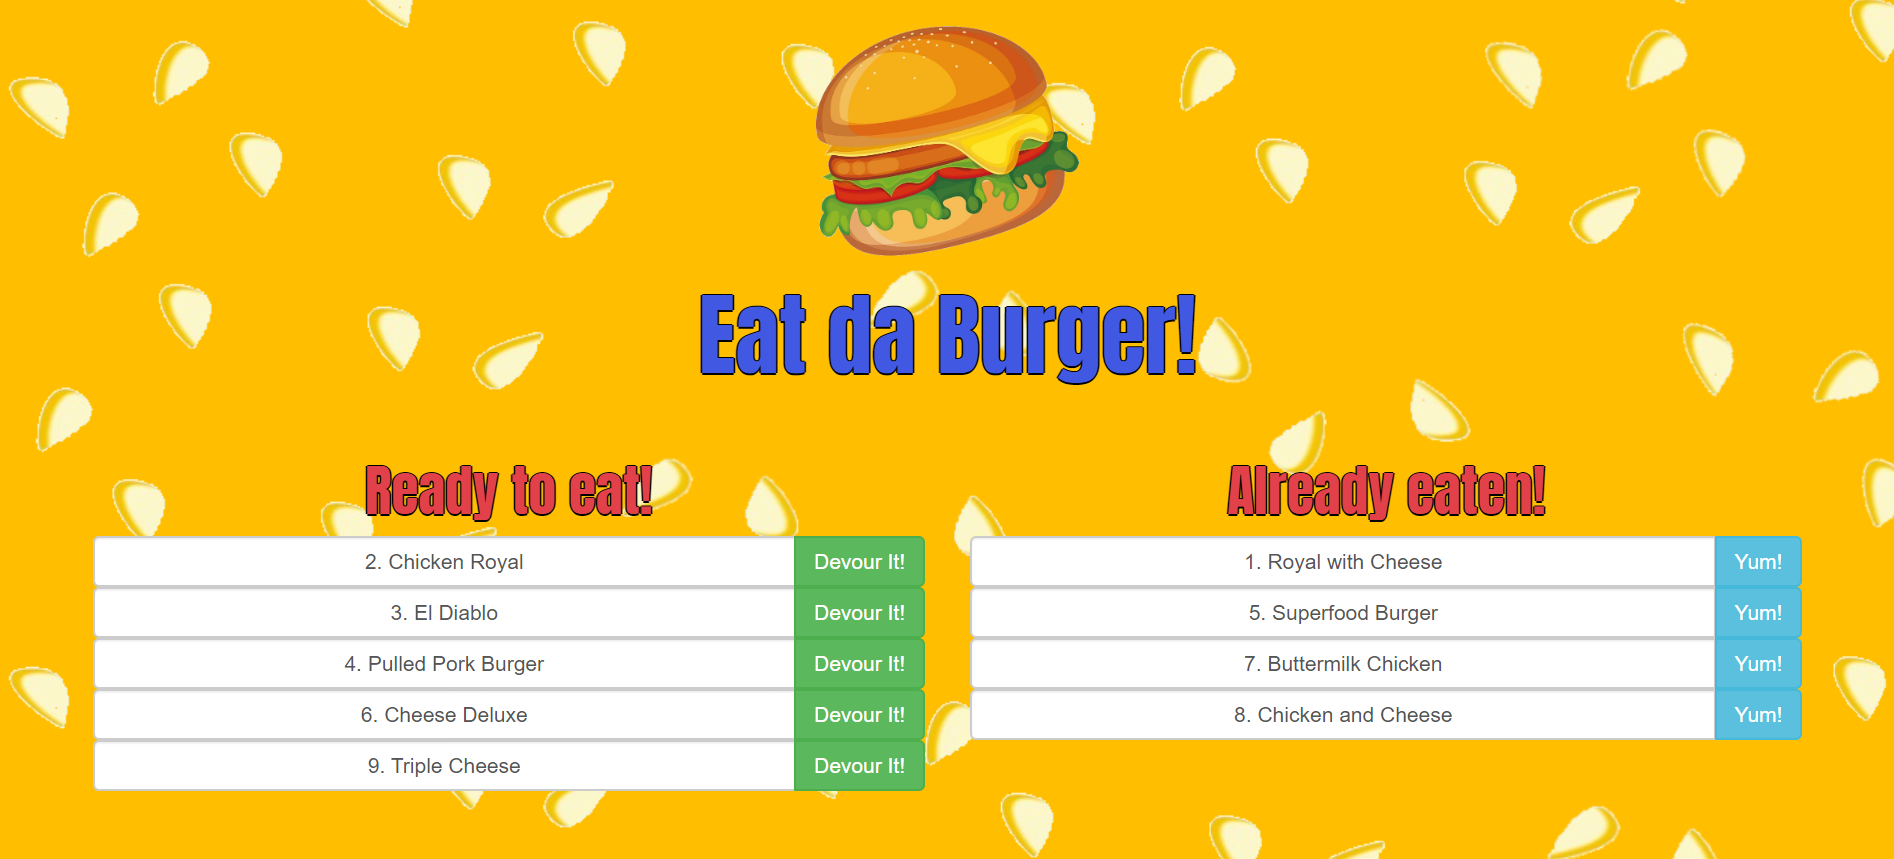 Eat da Burger!
Ready to eat!
2. Chicken Royal Devour It!
3. El Diablo Devour It!
4. Pulled Pork Burger Devour It!
6. Cheese Deluxe Devour It!
9. Triple Cheese Devour It!
Already eaten!
1. Royal with Cheese Yum!
5. Superfood Burger Yum!
7. Buttermilk Chicken Yum!
8. Chicken and Cheese Yum!